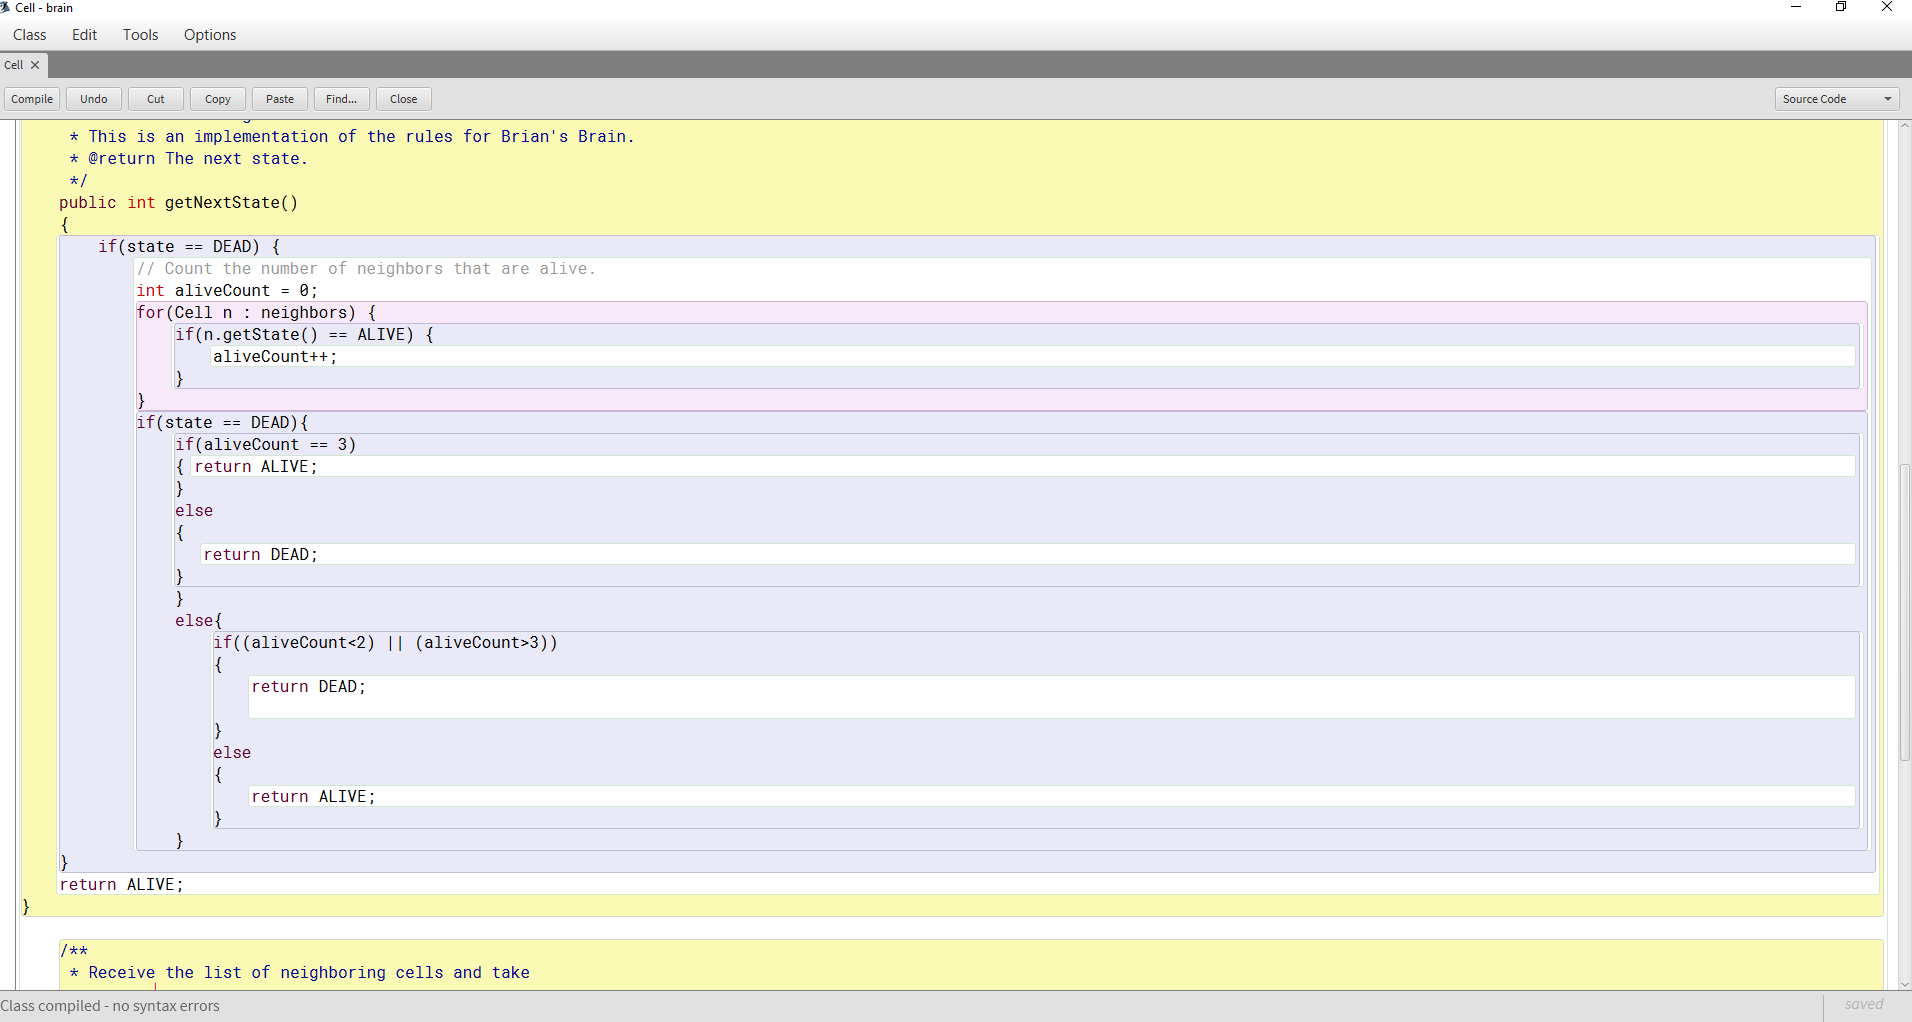 Cell - brain
Class Edit Tools Options
Cell
Compile Undo Cut Copy Paste Find... Close Source Code
* This is an implementation of the rules for Brian's Brain.
* @return The next state.
*/
public int getNextState()
{
if(state == DEAD) {
// Count the number of neighbors that are alive.
int aliveCount = 0;
for(Cell n : neighbors) {
if(n.getState() == ALIVE) {
aliveCount++;
}
}
if(state == DEAD){
if(aliveCount == 3)
{ return ALIVE;
}
else
{
return DEAD;
}
}
else{
if((aliveCount<2) || (aliveCount>3))
{
return DEAD;
}
else
{
return ALIVE;
}
}
}
return ALIVE;
}
/**
* Receive the list of neighboring cells and take
Class compiled - no syntax errors
saved